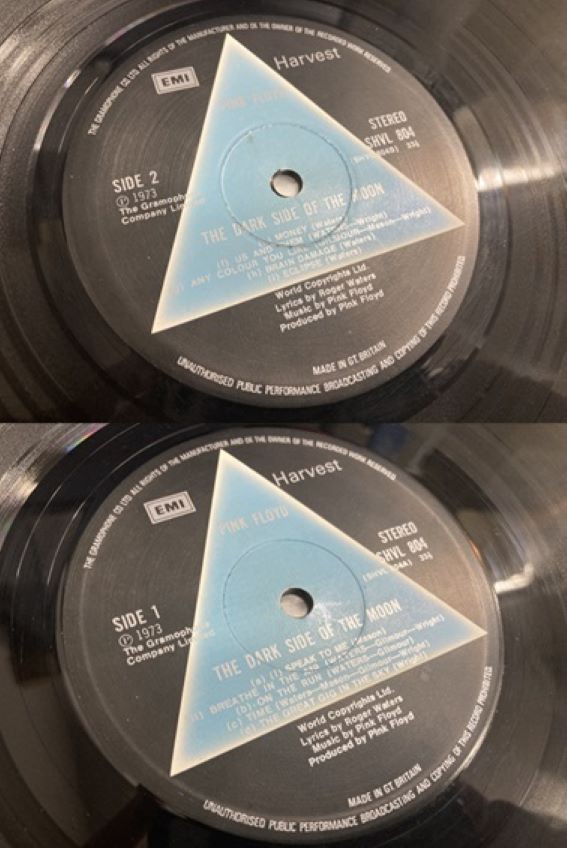 THE GRAMOPHONE CO LTD ALL RIGHTS OF THE MANUFACTURER AND OF THE OWNER OF THE RECORDED WORK RESERVED
EMI
Harvest
PINK FLOYD
STEREO
SHVL 804
SIDE 2
℗ 1973
The Gramoph
Company Li
THE DARK SIDE OF THE MOON
MONEY (Waters)
(f) US AND THEM (WATERS—Wright)
ANY COLOUR YOU LIKE (Gilmour—Mason—Wright)
(h) BRAIN DAMAGE (Waters)
(i) ECLIPSE (Waters)
World Copyrights Ltd.
Lyrics by Roger Waters
Music by Pink Floyd
Produced by Pink Floyd
MADE IN GT. BRITAIN
UNAUTHORISED PUBLIC PERFORMANCE BROADCASTING AND COPYING OF THIS RECORD PROHIBITED
THE GRAMOPHONE CO LTD ALL RIGHTS OF THE MANUFACTURER AND OF THE OWNER OF THE RECORDED WORK RESERVED
EMI
Harvest
PINK FLOYD
STEREO
SHVL 804
SIDE 1
℗ 1973
The Gramoph
Company Limited
THE DARK SIDE OF THE MOON
(a) (i) SPEAK TO ME (Mason)
(ii) BREATHE IN THE AIR (WATERS—Gilmour—Wright)
(b) ON THE RUN (WATERS—Gilmour)
(c) TIME (Waters—Mason—Gilmour—Wright)
THE GREAT GIG IN THE SKY (Wright)
World Copyrights Ltd.
Lyrics by Roger Waters
Music by Pink Floyd
Produced by Pink Floyd
MADE IN GT. BRITAIN
UNAUTHORISED PUBLIC PERFORMANCE BROADCASTING AND COPYING OF THIS RECORD PROHIBITED